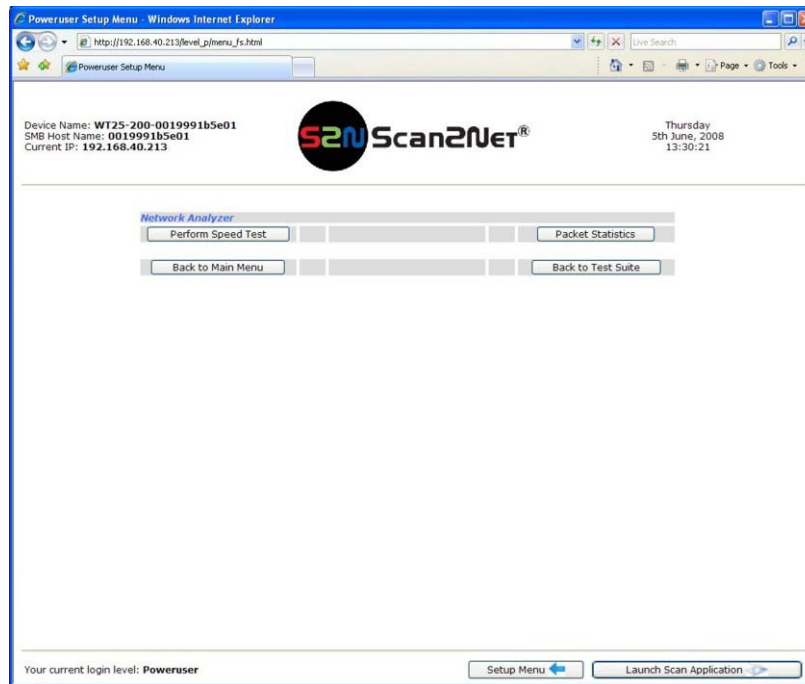 Poweruser Setup Menu - Windows Internet Explorer
http://192.168.40.213/level_p/menu_fs.html
Live Search
Poweruser Setup Menu
Page
Tools
Device Name: WT25-200-0019991b5e01
SMB Host Name: 0019991b5e01
Current IP: 192.168.40.213
S2N Scan2Net®
Thursday
5th June, 2008
13:30:21
Network Analyzer
Perform Speed Test
Packet Statistics
Back to Main Menu
Back to Test Suite
Your current login level: Poweruser
Setup Menu
Launch Scan Application